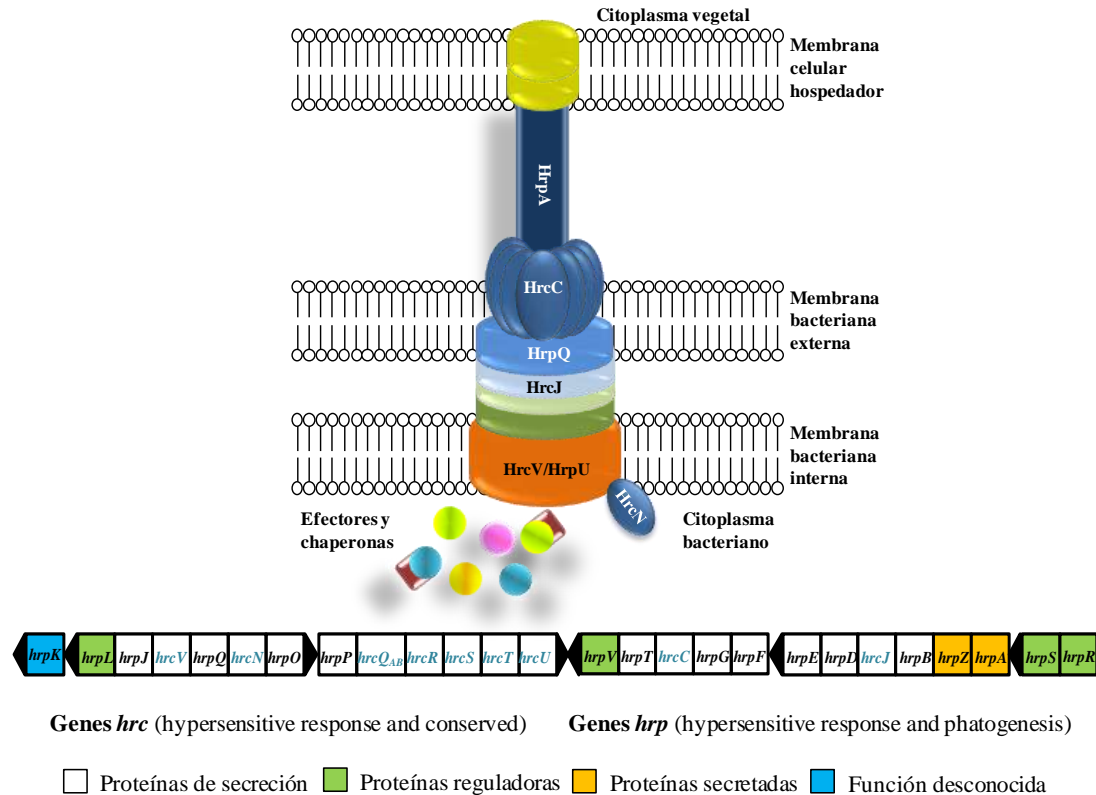 Citoplasma vegetal
Membrana
celular
hospedador
HrpA
HrcC
Membrana
bacteriana
externa
HrpQ
HrcJ
Membrana
bacteriana
interna
HrcV/HrpU
HrcN
Efectores y
chaperonas
Citoplasma
bacteriano
hrpK hrpL hrpJ hrcV hrpQ hrcN hrpO hrpP hrcQAB hrcR hrcS hrcT hrcU hrpV hrpT hrcC hrpG hrpF hrpE hrpD hrcJ hrpB hrpZ hrpA hrpS hrpR
Genes hrc (hypersensitive response and conserved) Genes hrp (hypersensitive response and phatogenesis)
Proteínas de secreción Proteínas reguladoras Proteínas secretadas Función desconocida